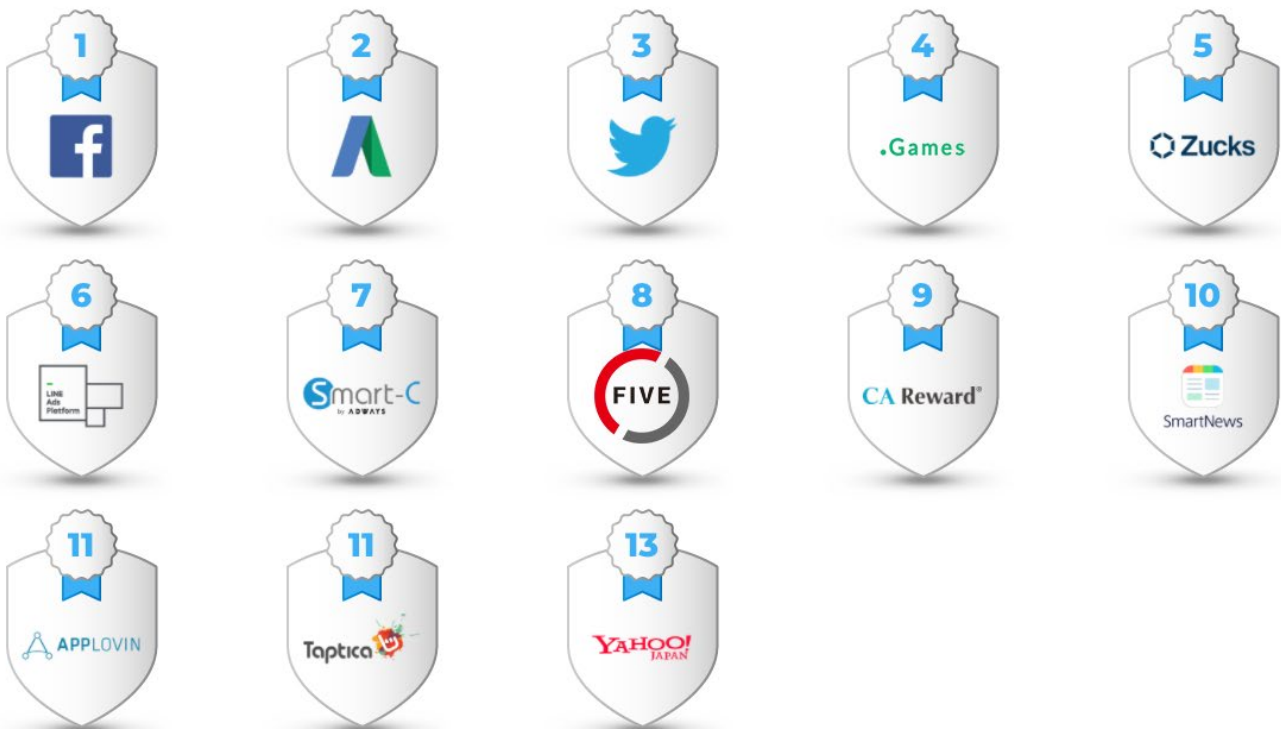 1
2
3
4
5
f
.Games
Zucks
6
7
8
9
10
LINE
Ads
Platform
Smart-C
by ADWAYS
FIVE
CA Reward®
SmartNews
11
11
13
APPLOVIN
Taptica
YAHOO!
JAPAN